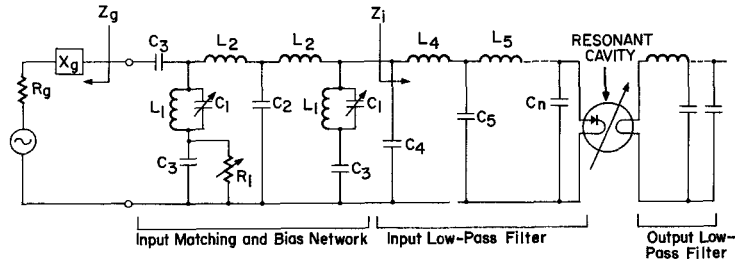 Zg
Xg
Rg
C3
L2
L2
Zi
L4
L5
RESONANT
CAVITY
L1
C1
C2
L1
C1
C3
R1
C3
C4
C5
Cn
Input Matching and Bias Network
Input Low-Pass Filter
Output Low-
Pass Filter